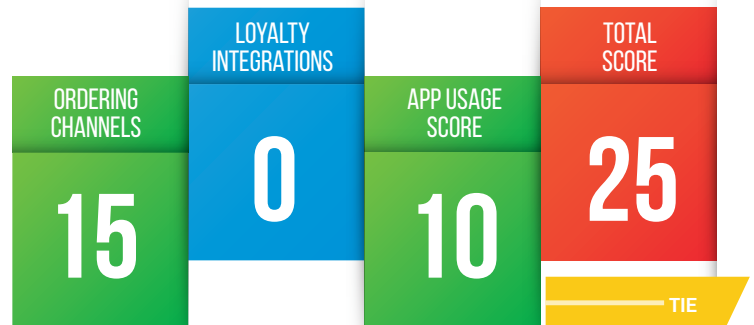 ORDERING
CHANNELS
15
LOYALTY
INTEGRATIONS
0
APP USAGE
SCORE
10
TOTAL
SCORE
25
TIE